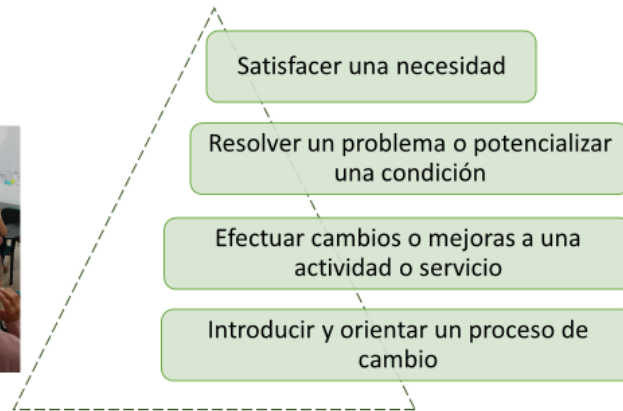 Satisfacer una necesidad
Resolver un problema o potencializar
una condición
Efectuar cambios o mejoras a una
actividad o servicio
Introducir y orientar un proceso de
cambio